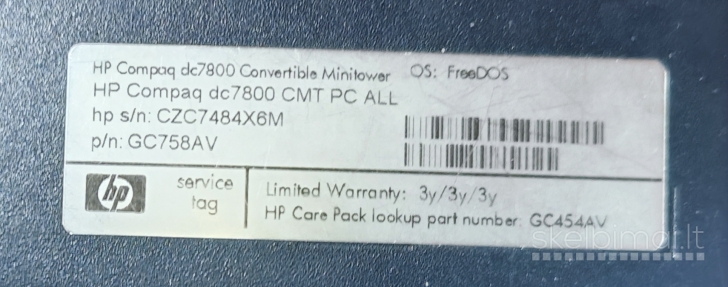 HP Compaq dc7800 Convertible Minitower OS: FreeDOS
HP Compaq dc7800 CMT PC ALL
hp s/n: CZC7484X6M
p/n: GC758AV
hp
service
tag
Limited Warranty: 3y/3y/3y
HP Care Pack lookup part number: GC454AV
skelbimai.lt